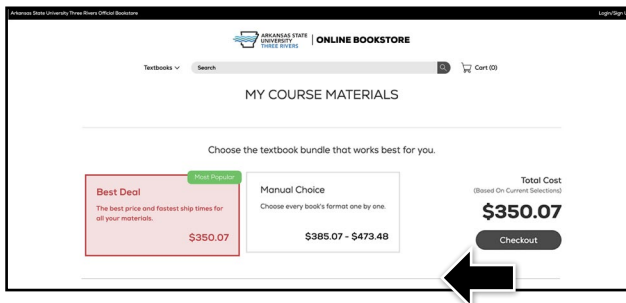 Arkansas State University Three Rivers Official Bookstore
Login/Sign
ARKANSAS STATE
UNIVERSITY
THREE RIVERS
ONLINE BOOKSTORE
Textbooks
Search
Cart (0)
MY COURSE MATERIALS
Choose the textbook bundle that works best for you.
Most Popular
Best Deal
The best price and fastest ship times for
all your materials.
$350.07
Manual Choice
Choose every book's format one by one.
$385.07 - $473.48
Total Cost
(Based On Current Selections)
$350.07
Checkout